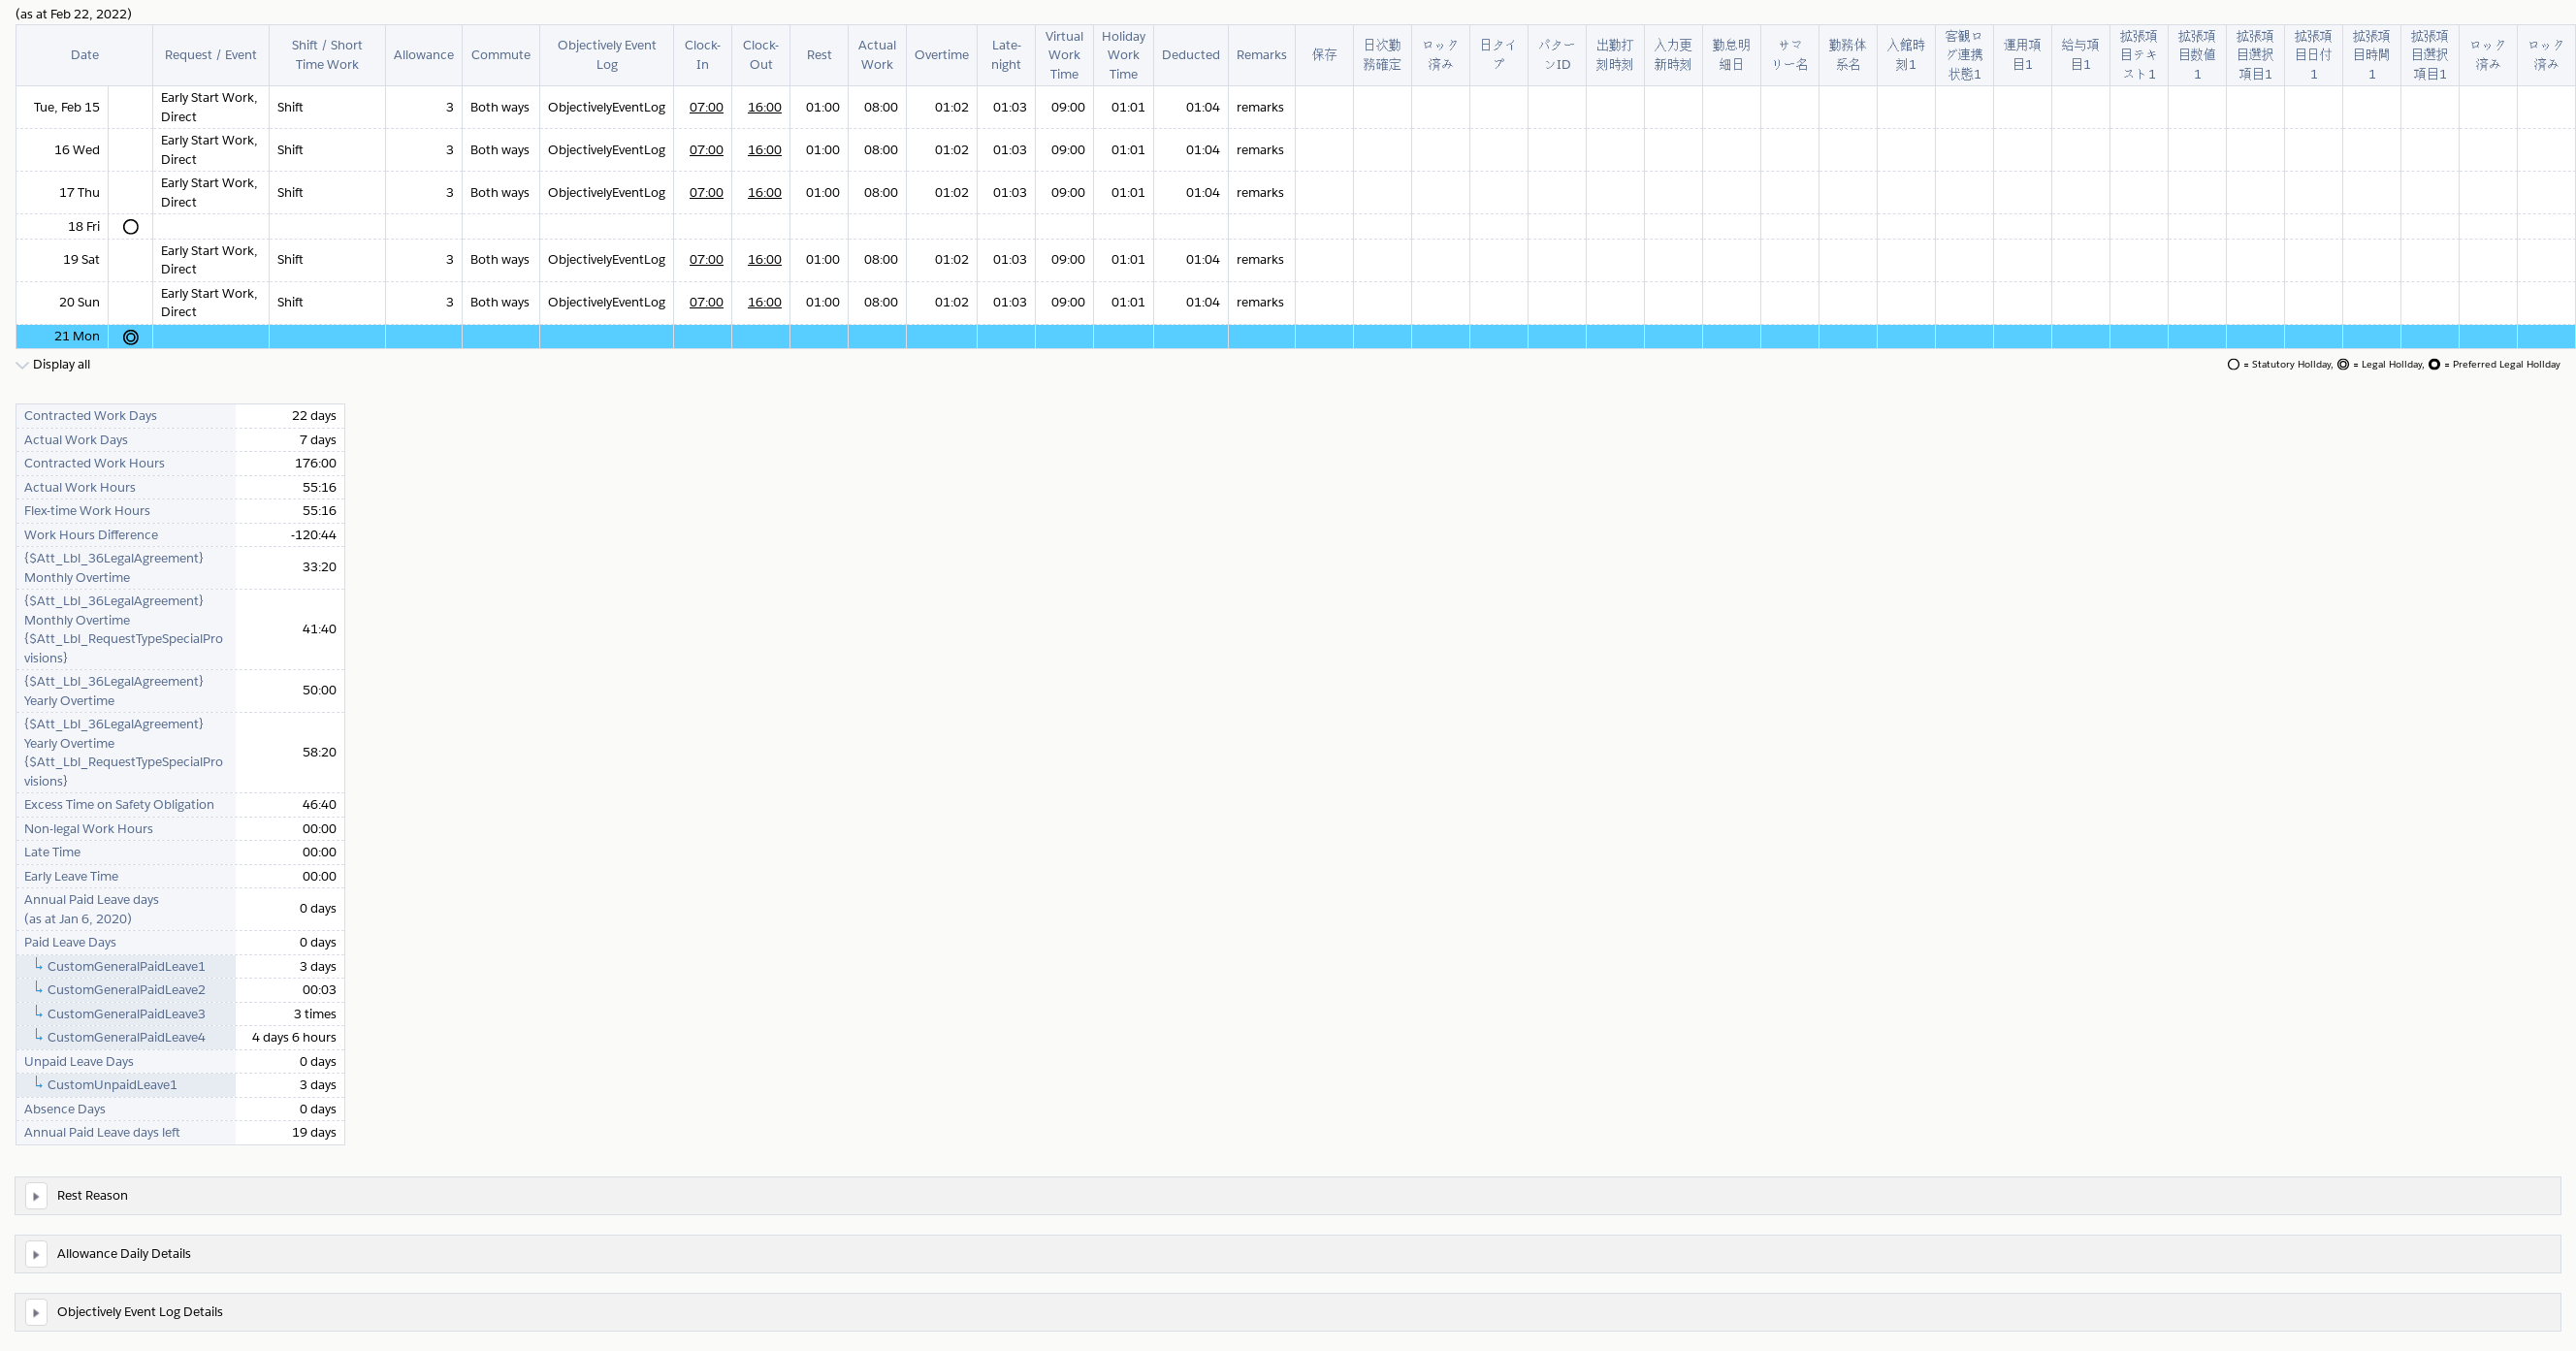 (as at Feb 22, 2022)
Date Request / Event Shift / Short Time Work Allowance Commute Objectively Event Log Clock-In Clock-Out Rest Actual Work Overtime Late-night Virtual Work Time Holiday Work Time Deducted Remarks 保存 日次勤務確定 ロック済み 日タイプ パターンID 出勤打刻時刻 入力更新時刻 勤怠明細日 サマリー名 勤務体系名 入館時刻1 客観ログ連携状態1 運用項目1 給与項目1 拡張項目テキスト1 拡張項目数値1 拡張項目選択項目1 拡張項目日付1 拡張項目時間1 拡張項目選択項目1 ロック済み ロック済み
Tue, Feb 15 Early Start Work, Direct Shift 3 Both ways ObjectivelyEventLog 07:00 16:00 01:00 08:00 01:02 01:03 09:00 01:01 01:04 remarks
16 Wed Early Start Work, Direct Shift 3 Both ways ObjectivelyEventLog 07:00 16:00 01:00 08:00 01:02 01:03 09:00 01:01 01:04 remarks
17 Thu Early Start Work, Direct Shift 3 Both ways ObjectivelyEventLog 07:00 16:00 01:00 08:00 01:02 01:03 09:00 01:01 01:04 remarks
18 Fri
19 Sat Early Start Work, Direct Shift 3 Both ways ObjectivelyEventLog 07:00 16:00 01:00 08:00 01:02 01:03 09:00 01:01 01:04 remarks
20 Sun Early Start Work, Direct Shift 3 Both ways ObjectivelyEventLog 07:00 16:00 01:00 08:00 01:02 01:03 09:00 01:01 01:04 remarks
21 Mon
Display all
= Statutory Holiday, = Legal Holiday, = Preferred Legal Holiday
Contracted Work Days 22 days
Actual Work Days 7 days
Contracted Work Hours 176:00
Actual Work Hours 55:16
Flex-time Work Hours 55:16
Work Hours Difference -120:44
{$Att_Lbl_36LegalAgreement}
Monthly Overtime 33:20
{$Att_Lbl_36LegalAgreement}
Monthly Overtime
{$Att_Lbl_RequestTypeSpecialPro
visions} 41:40
{$Att_Lbl_36LegalAgreement}
Yearly Overtime 50:00
{$Att_Lbl_36LegalAgreement}
Yearly Overtime
{$Att_Lbl_RequestTypeSpecialPro
visions} 58:20
Excess Time on Safety Obligation 46:40
Non-legal Work Hours 00:00
Late Time 00:00
Early Leave Time 00:00
Annual Paid Leave days
(as at Jan 6, 2020) 0 days
Paid Leave Days 0 days
CustomGeneralPaidLeave1 3 days
CustomGeneralPaidLeave2 00:03
CustomGeneralPaidLeave3 3 times
CustomGeneralPaidLeave4 4 days 6 hours
Unpaid Leave Days 0 days
CustomUnpaidLeave1 3 days
Absence Days 0 days
Annual Paid Leave days left 19 days
Rest Reason
Allowance Daily Details
Objectively Event Log Details